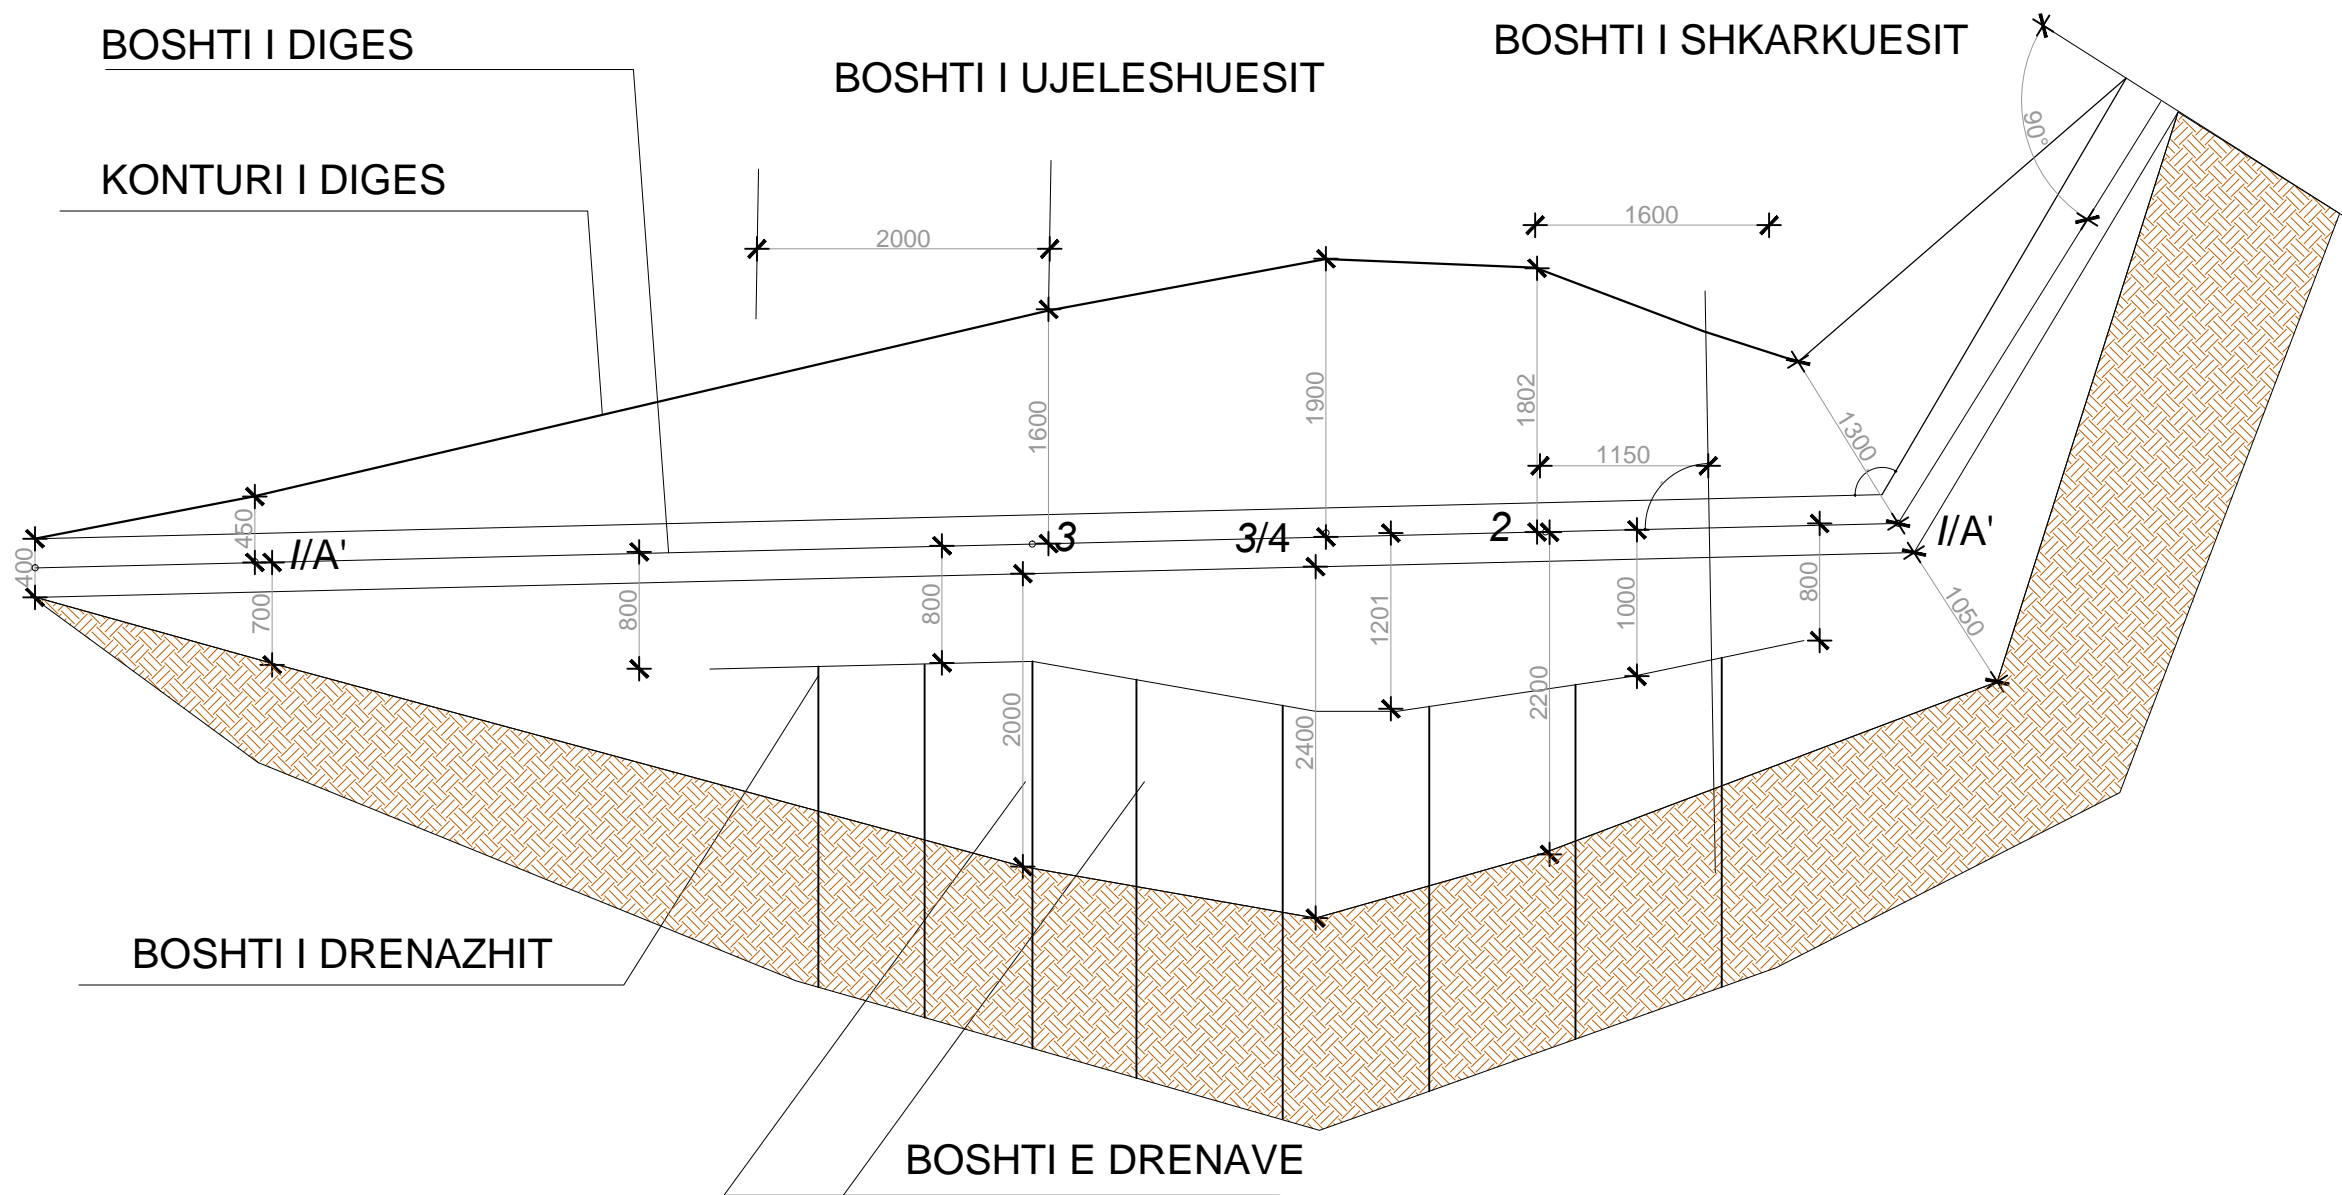 BOSHTI I DIGES
BOSHTI I UJELESHUESIT
BOSHTI I SHKARKUESIT
KONTURI I DIGES
90°
2000
1600
1600
1900
1802
1300
1150
450
400
I/A'
3
3/4
2
I/A'
700
800
800
2000
2400
1201
2200
1000
800
1050
BOSHTI I DRENAZHIT
BOSHTI E DRENAVE